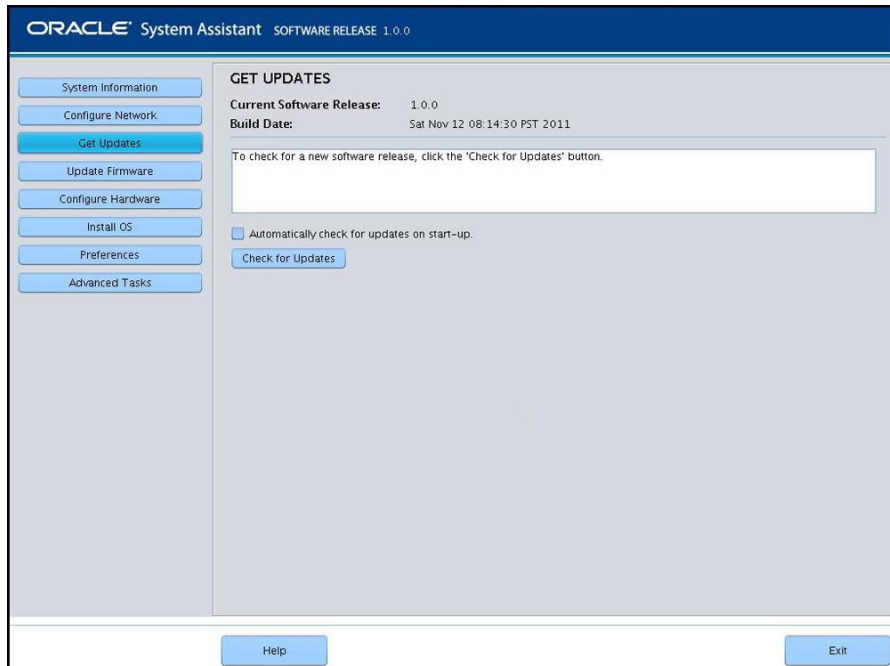 ORACLE® System Assistant SOFTWARE RELEASE 1.0.0
System Information
Configure Network
Get Updates
Update Firmware
Configure Hardware
Install OS
Preferences
Advanced Tasks
GET UPDATES
Current Software Release: 1.0.0
Build Date: Sat Nov 12 08:14:30 PST 2011
To check for a new software release, click the 'Check for Updates' button.
Automatically check for updates on start-up.
Check for Updates
Help
Exit